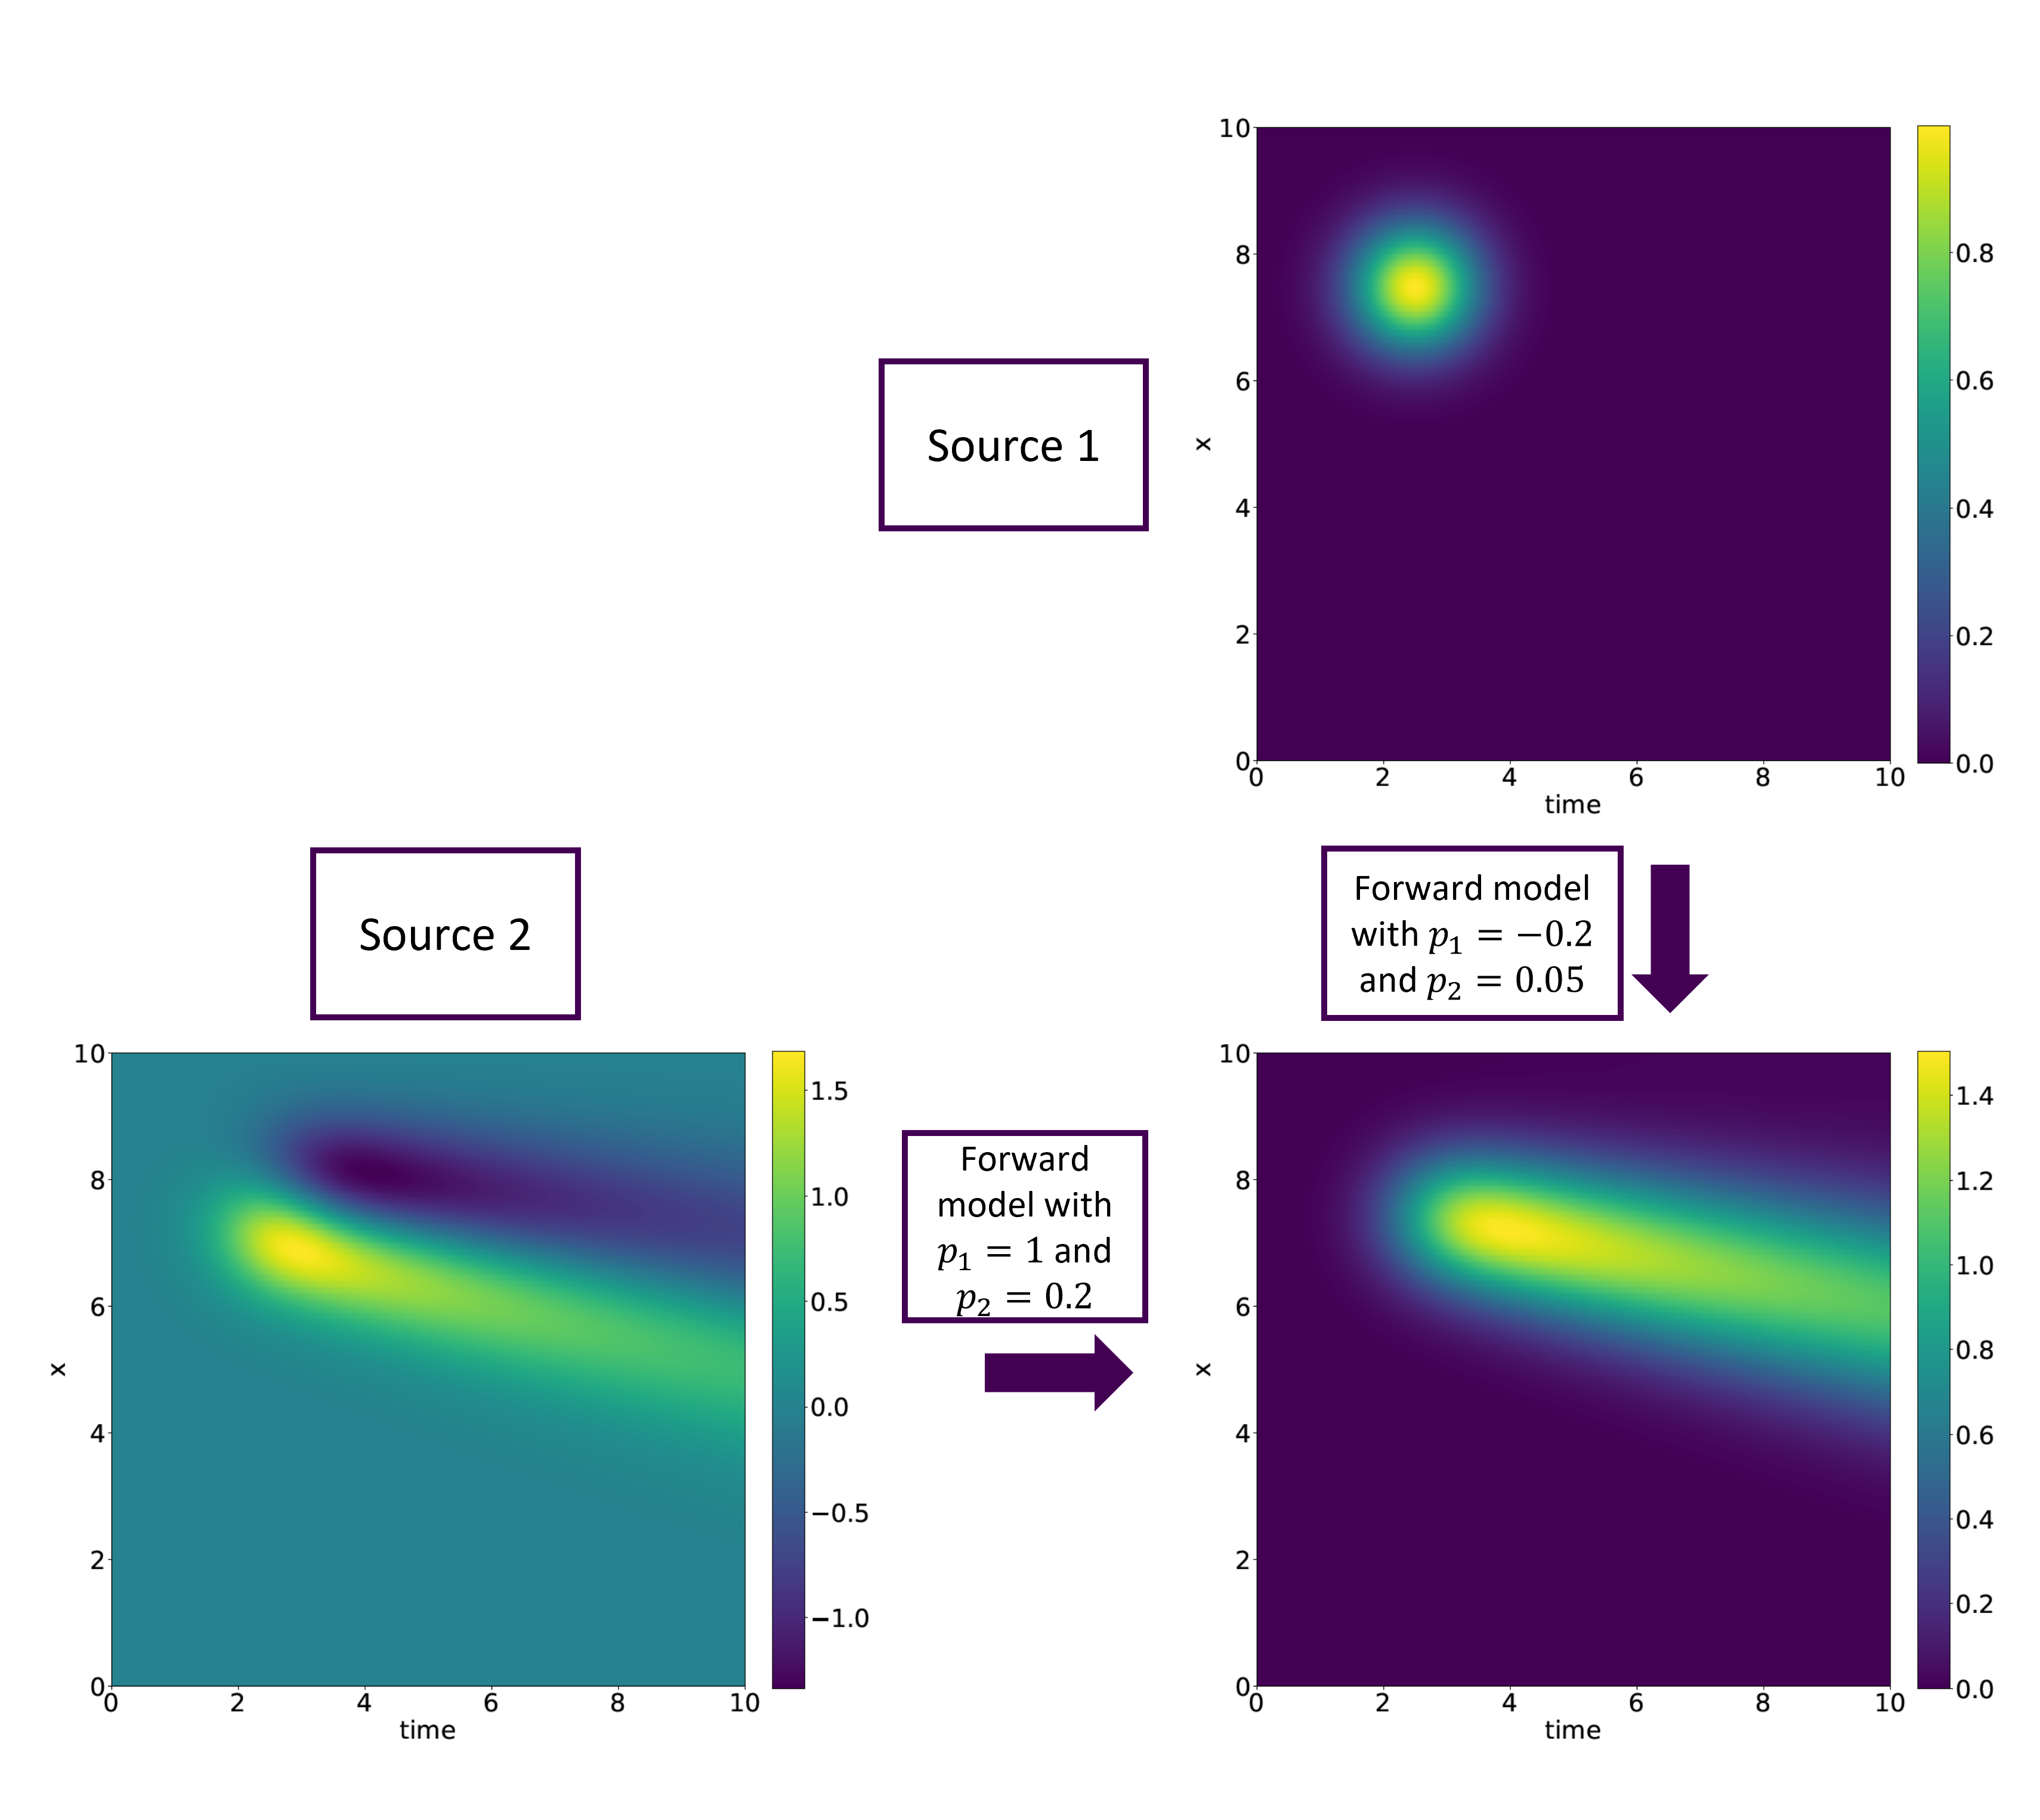 10
8
6
4
2
0
x
0 2 4 6 8 10
time
0.8
0.6
0.4
0.2
0.0
Source 1
Source 2
Forward model
with p₁ = −0.2
and p₂ = 0.05
10
8
6
4
2
0
x
0 2 4 6 8 10
time
1.5
1.0
0.5
0.0
−0.5
−1.0
Forward
model with
p₁ = 1 and
p₂ = 0.2
10
8
6
4
2
0
x
0 2 4 6 8 10
time
1.4
1.2
1.0
0.8
0.6
0.4
0.2
0.0